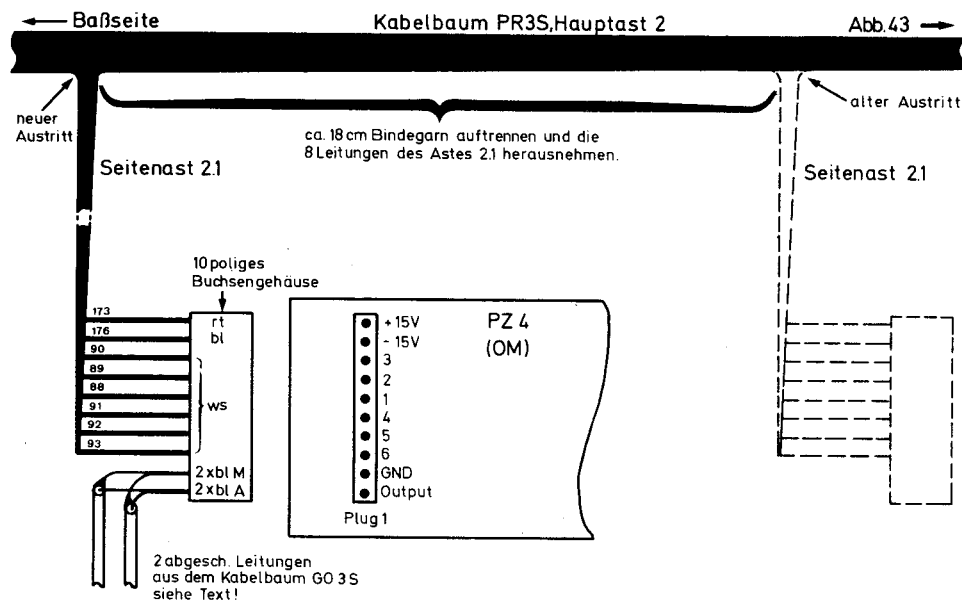 Baßseite
Kabelbaum PR3S,Hauptast 2
Abb.43
neuer
Austritt
alter Austritt
ca. 18 cm Bindegarn auftrennen und die
8 Leitungen des Astes 2.1 herausnehmen.
Seitenast 2.1
Seitenast 2.1
10 poliges
Buchsengehäuse
173
176
90
89
88
91
92
93
rt
bl
ws
2xbl M
2xbl A
+15V
-15V
3
2
1
4
5
6
GND
Output
Plug 1
PZ 4
(OM)
2 abgesch. Leitungen
aus dem Kabelbaum GO 3 S
siehe Text!